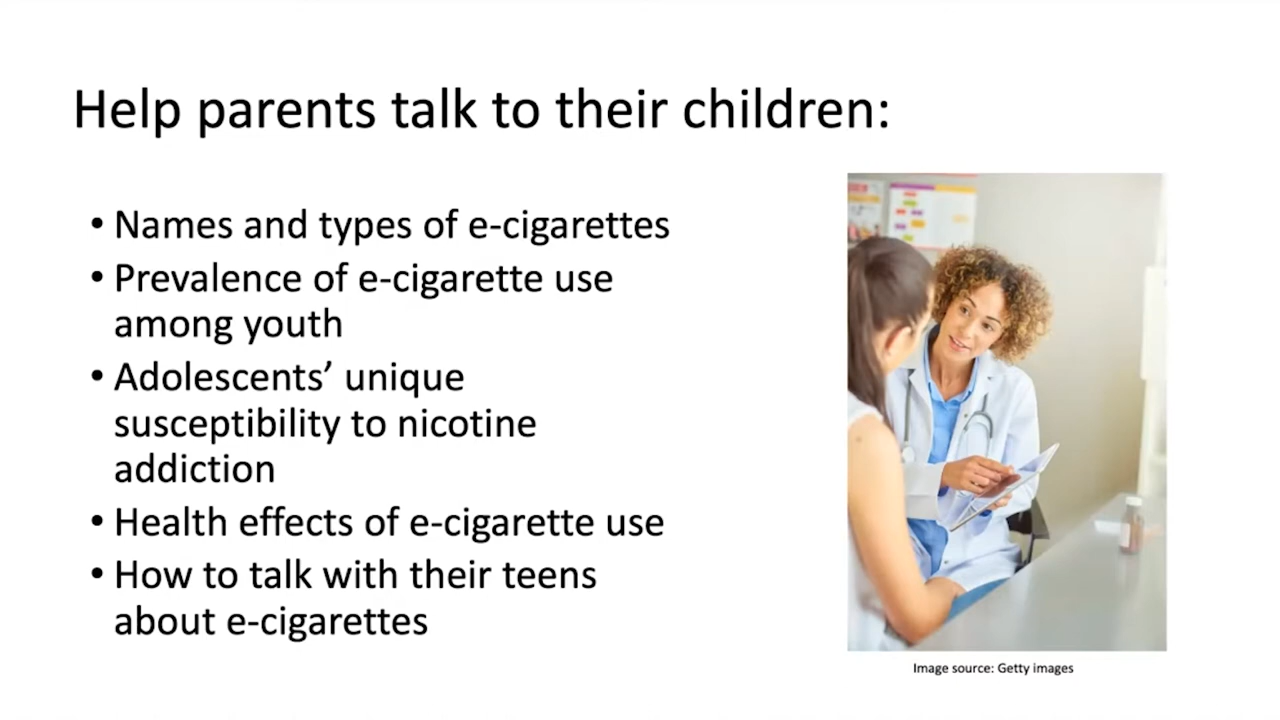 Help parents talk to their children:
• Names and types of e-cigarettes
• Prevalence of e-cigarette use
among youth
• Adolescents’ unique
susceptibility to nicotine
addiction
• Health effects of e-cigarette use
• How to talk with their teens
about e-cigarettes
Image source: Getty images